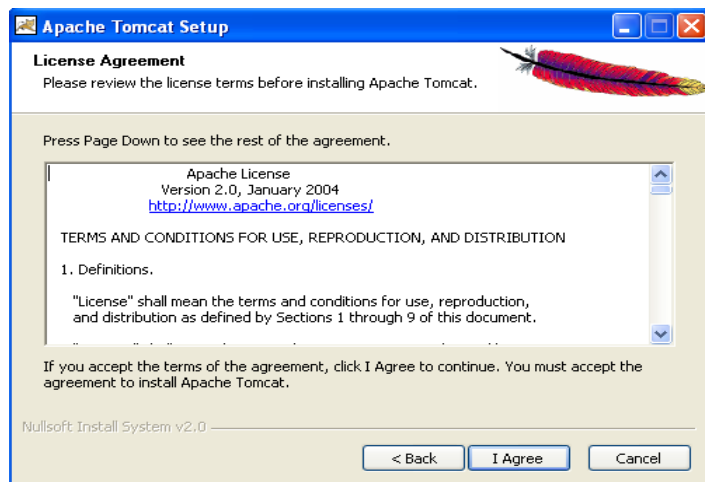 Apache Tomcat Setup
License Agreement
Please review the license terms before installing Apache Tomcat.
Press Page Down to see the rest of the agreement.
Apache License
Version 2.0, January 2004
http://www.apache.org/licenses/
TERMS AND CONDITIONS FOR USE, REPRODUCTION, AND DISTRIBUTION
1. Definitions.
"License" shall mean the terms and conditions for use, reproduction,
and distribution as defined by Sections 1 through 9 of this document.
If you accept the terms of the agreement, click I Agree to continue. You must accept the
agreement to install Apache Tomcat.
Nullsoft Install System v2.0
< Back
I Agree
Cancel